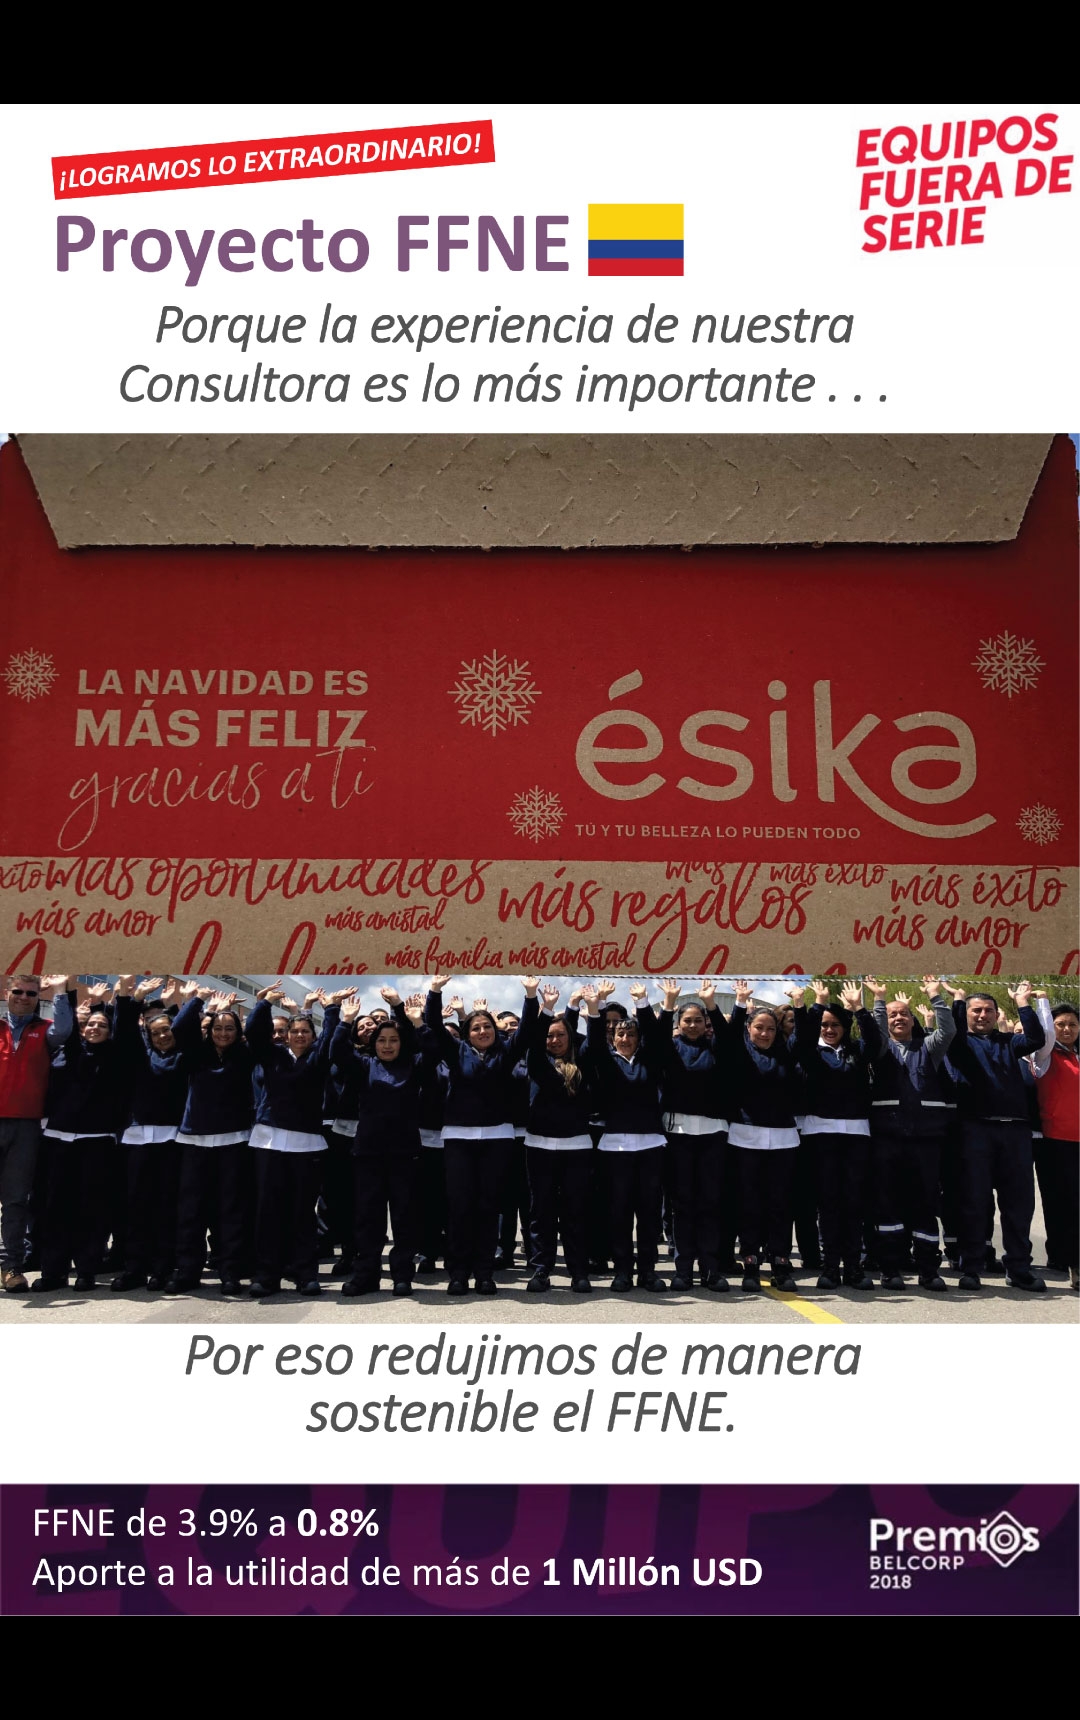 ¡LOGRAMOS LO EXTRAORDINARIO!
EQUIPOS
FUERA DE
SERIE
Proyecto FFNE
Porque la experiencia de nuestra
Consultora es lo más importante . . .
LA NAVIDAD ES
MÁS FELIZ
gracias a ti
ésika
TÚ Y TU BELLEZA LO PUEDEN TODO
más oportunidades
más regalos
más éxito
más éxito
más amor
más amistad
más amor
más familia más amistad
más
Por eso redujimos de manera
sostenible el FFNE.
FFNE de 3.9% a 0.8%
Aporte a la utilidad de más de 1 Millón USD
Premios
BELCORP
2018